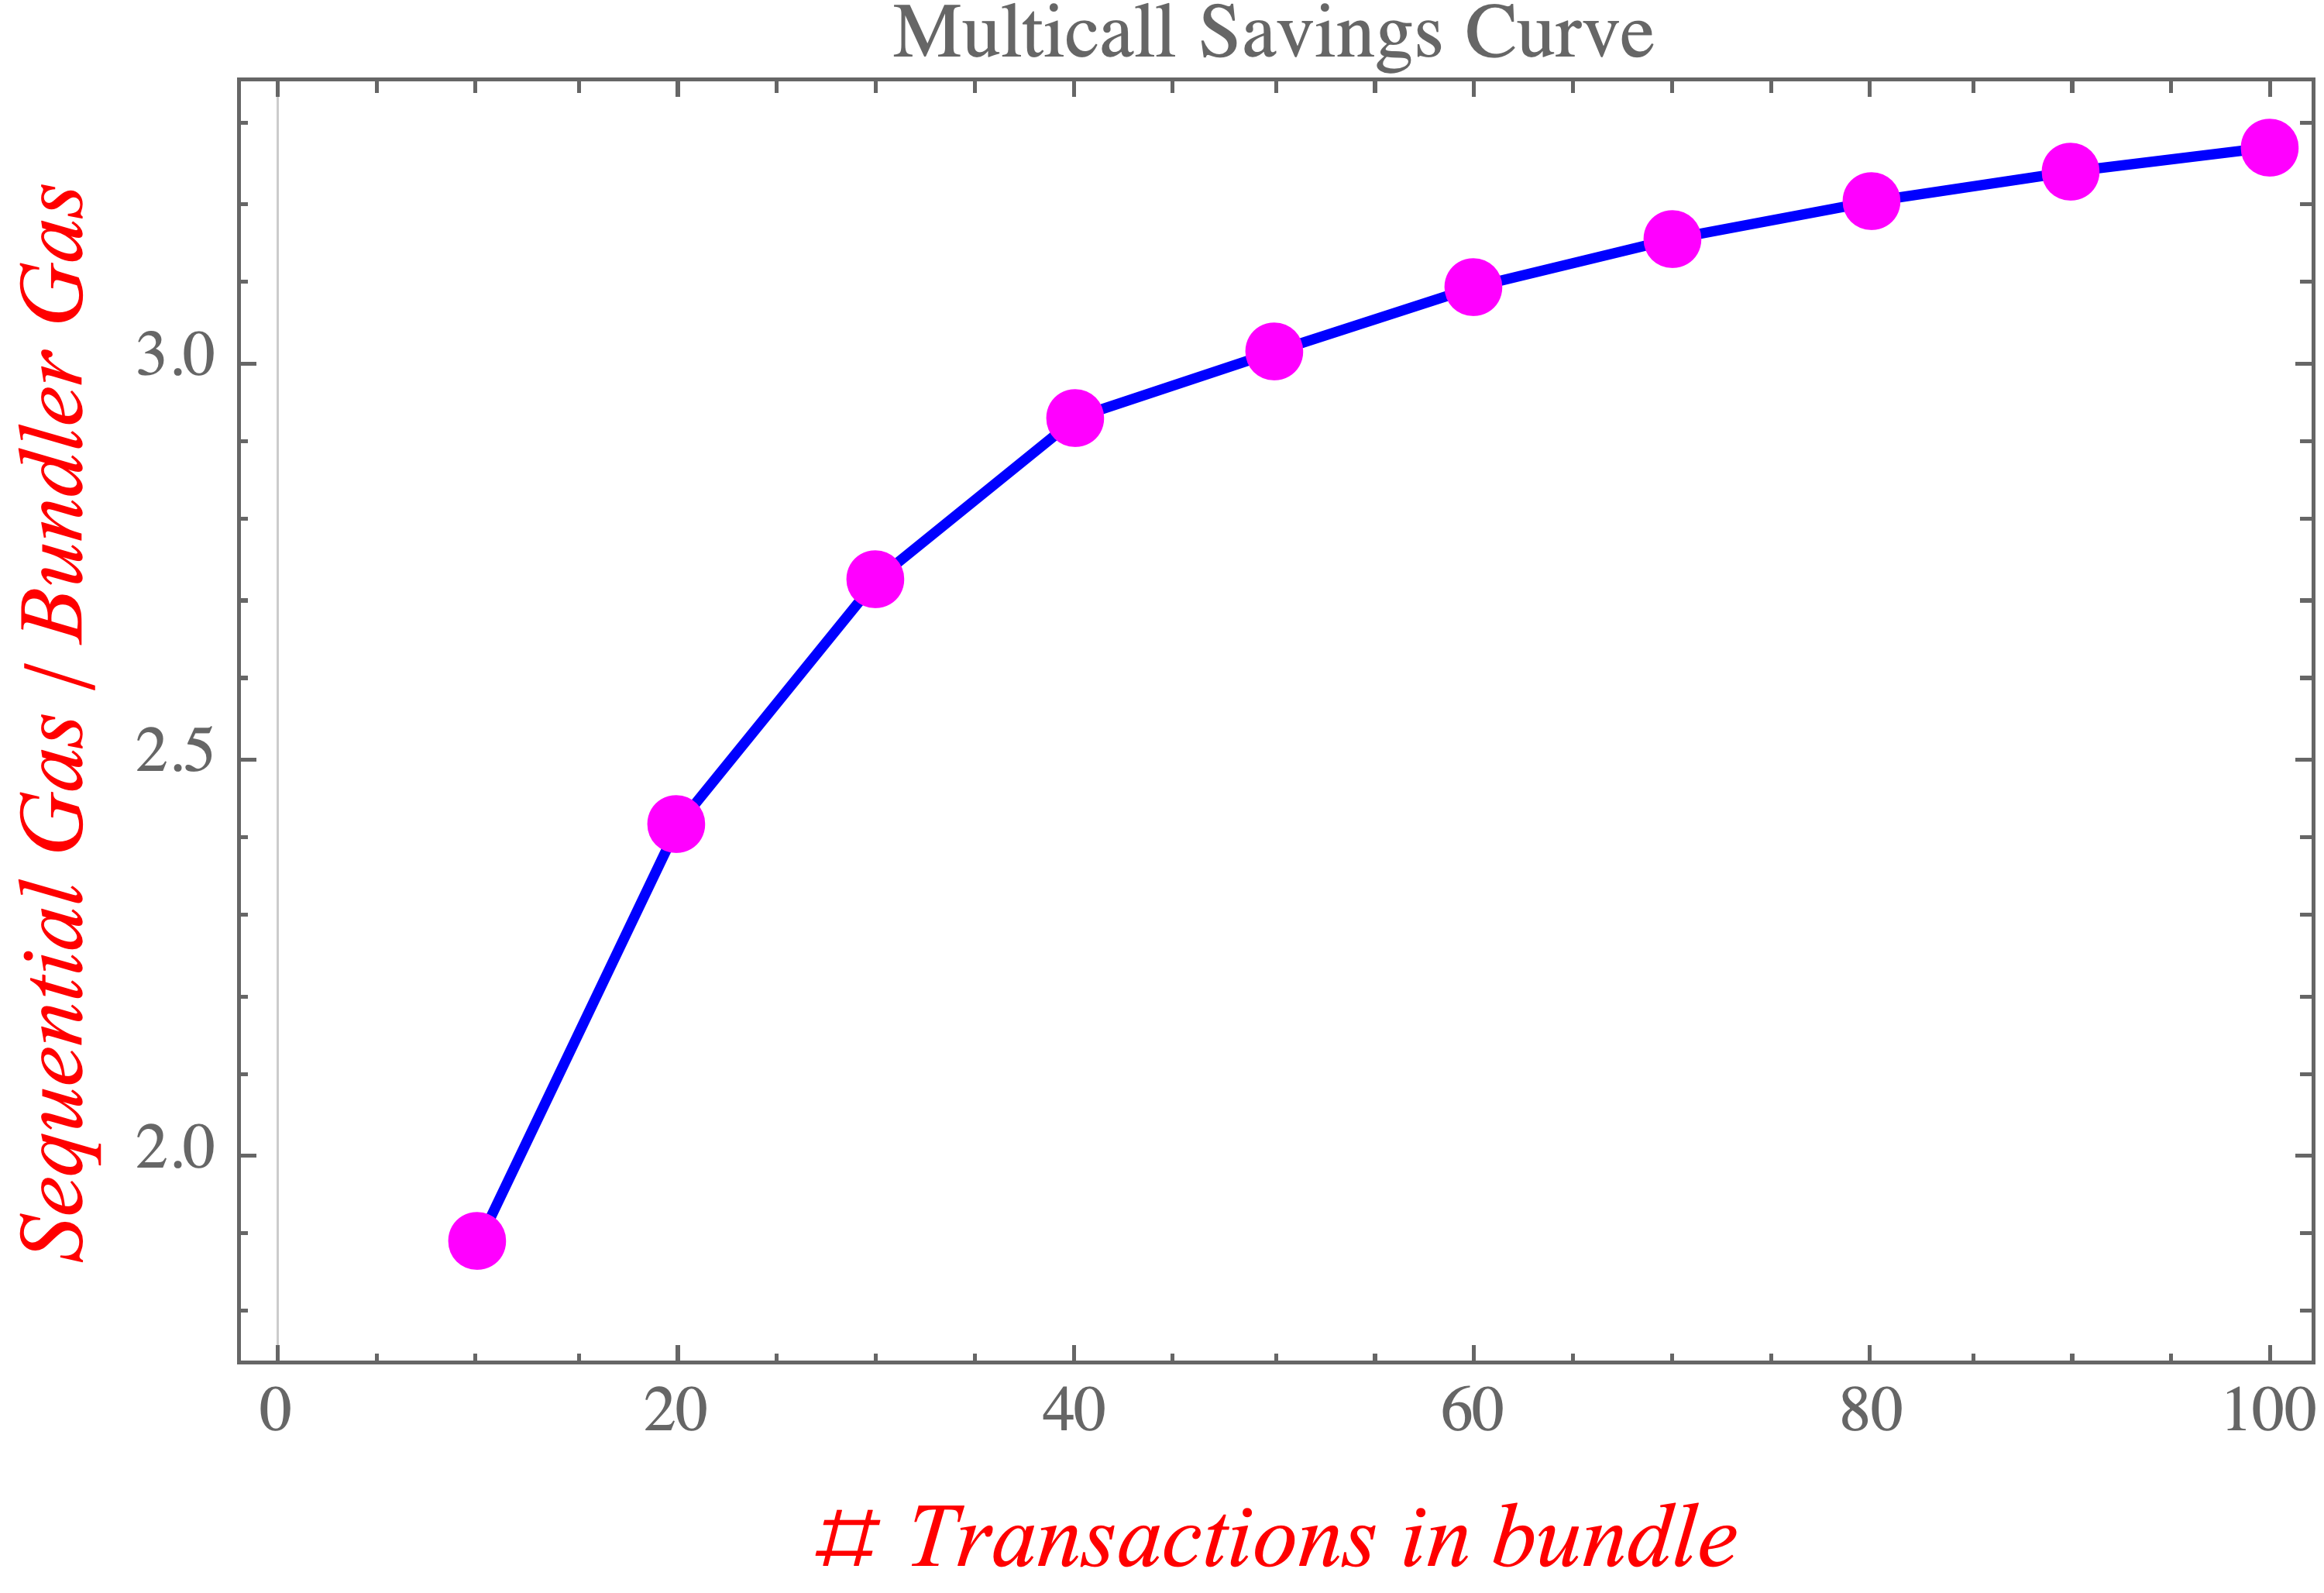 Multicall Savings Curve
Sequential Gas / Bundler Gas
3.0
2.5
2.0
0 20 40 60 80 100
# Transactions in bundle